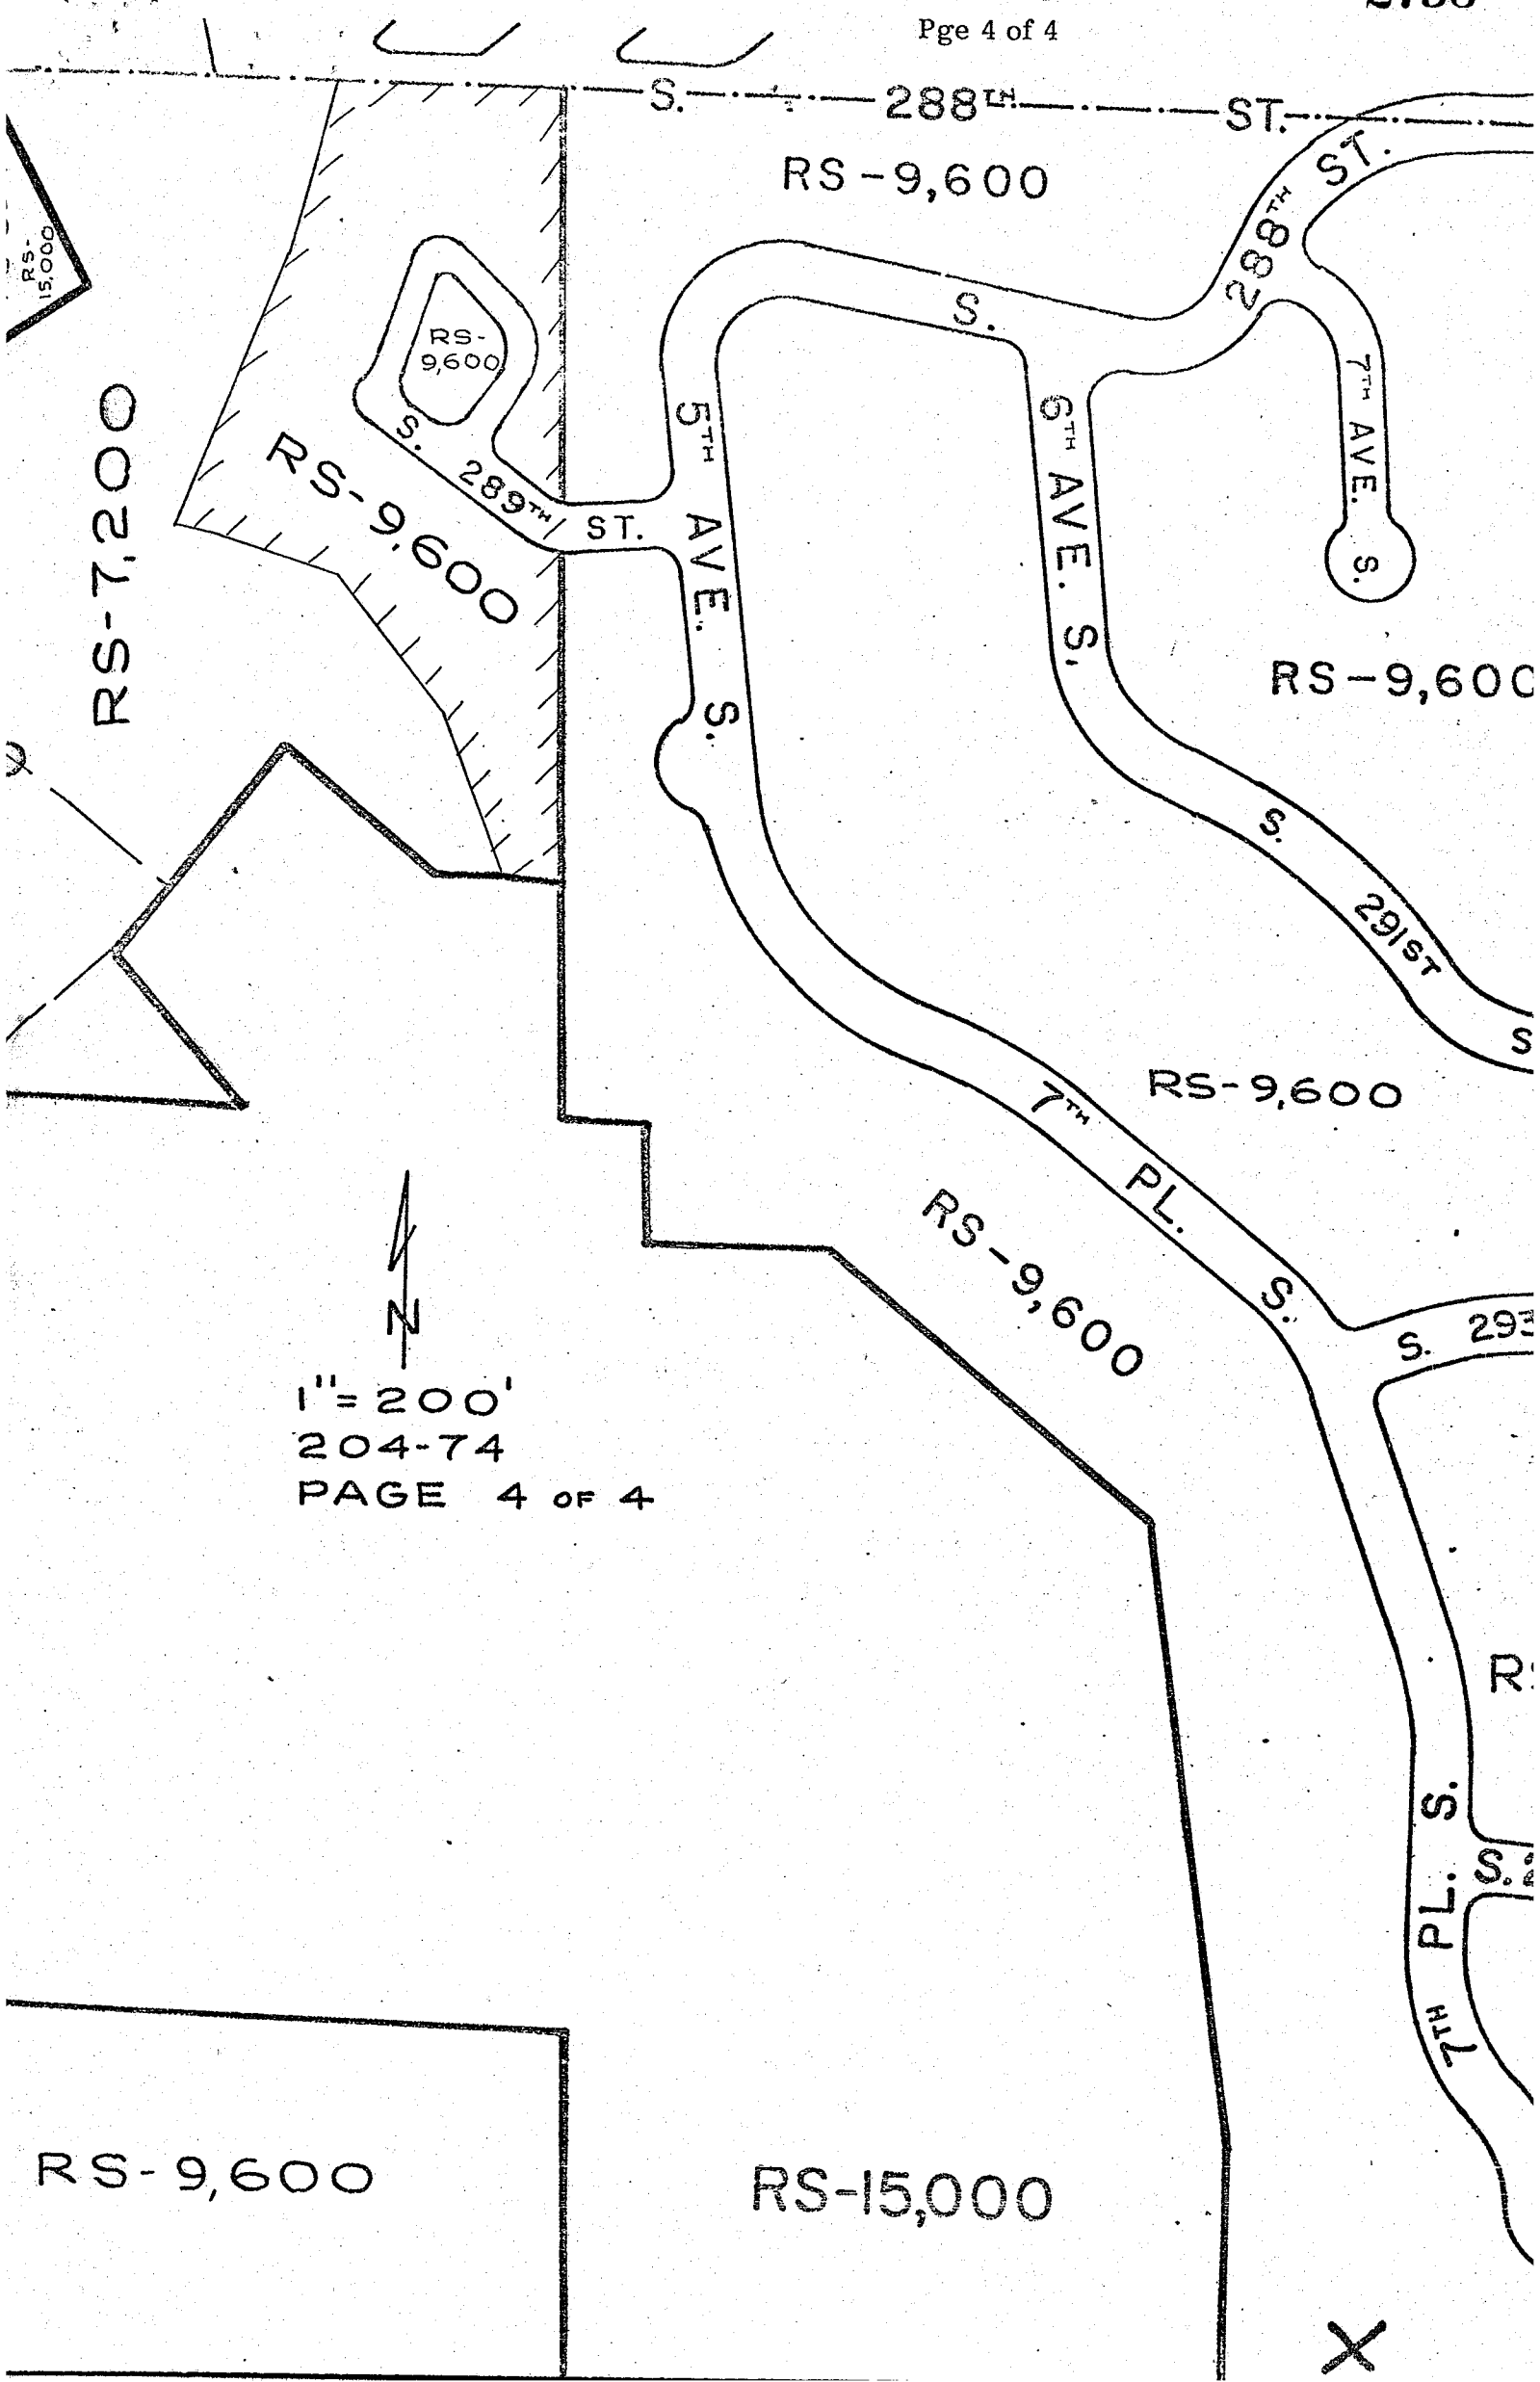 Pge 4 of 4
S. 288TH ST.
RS-9,600
288TH ST.
RS-
15,000
RS-
9,600
S.
7TH AVE. S.
RS-7,200
RS-9,600
S. 289TH ST.
5TH AVE. S.
6TH AVE. S.
RS-9,600
S. 291ST
S
RS-9,600
7TH PL. S.
RS-9,600
S. 293
N
1"=200'
204-74
PAGE 4 OF 4
7TH PL. S.
S.
RS-9,600
RS-15,000
X